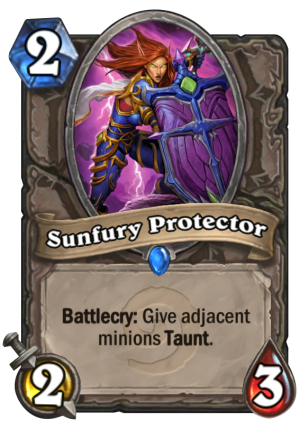 2
Sunfury Protector
Battlecry: Give adjacent
minions Taunt.
2
3